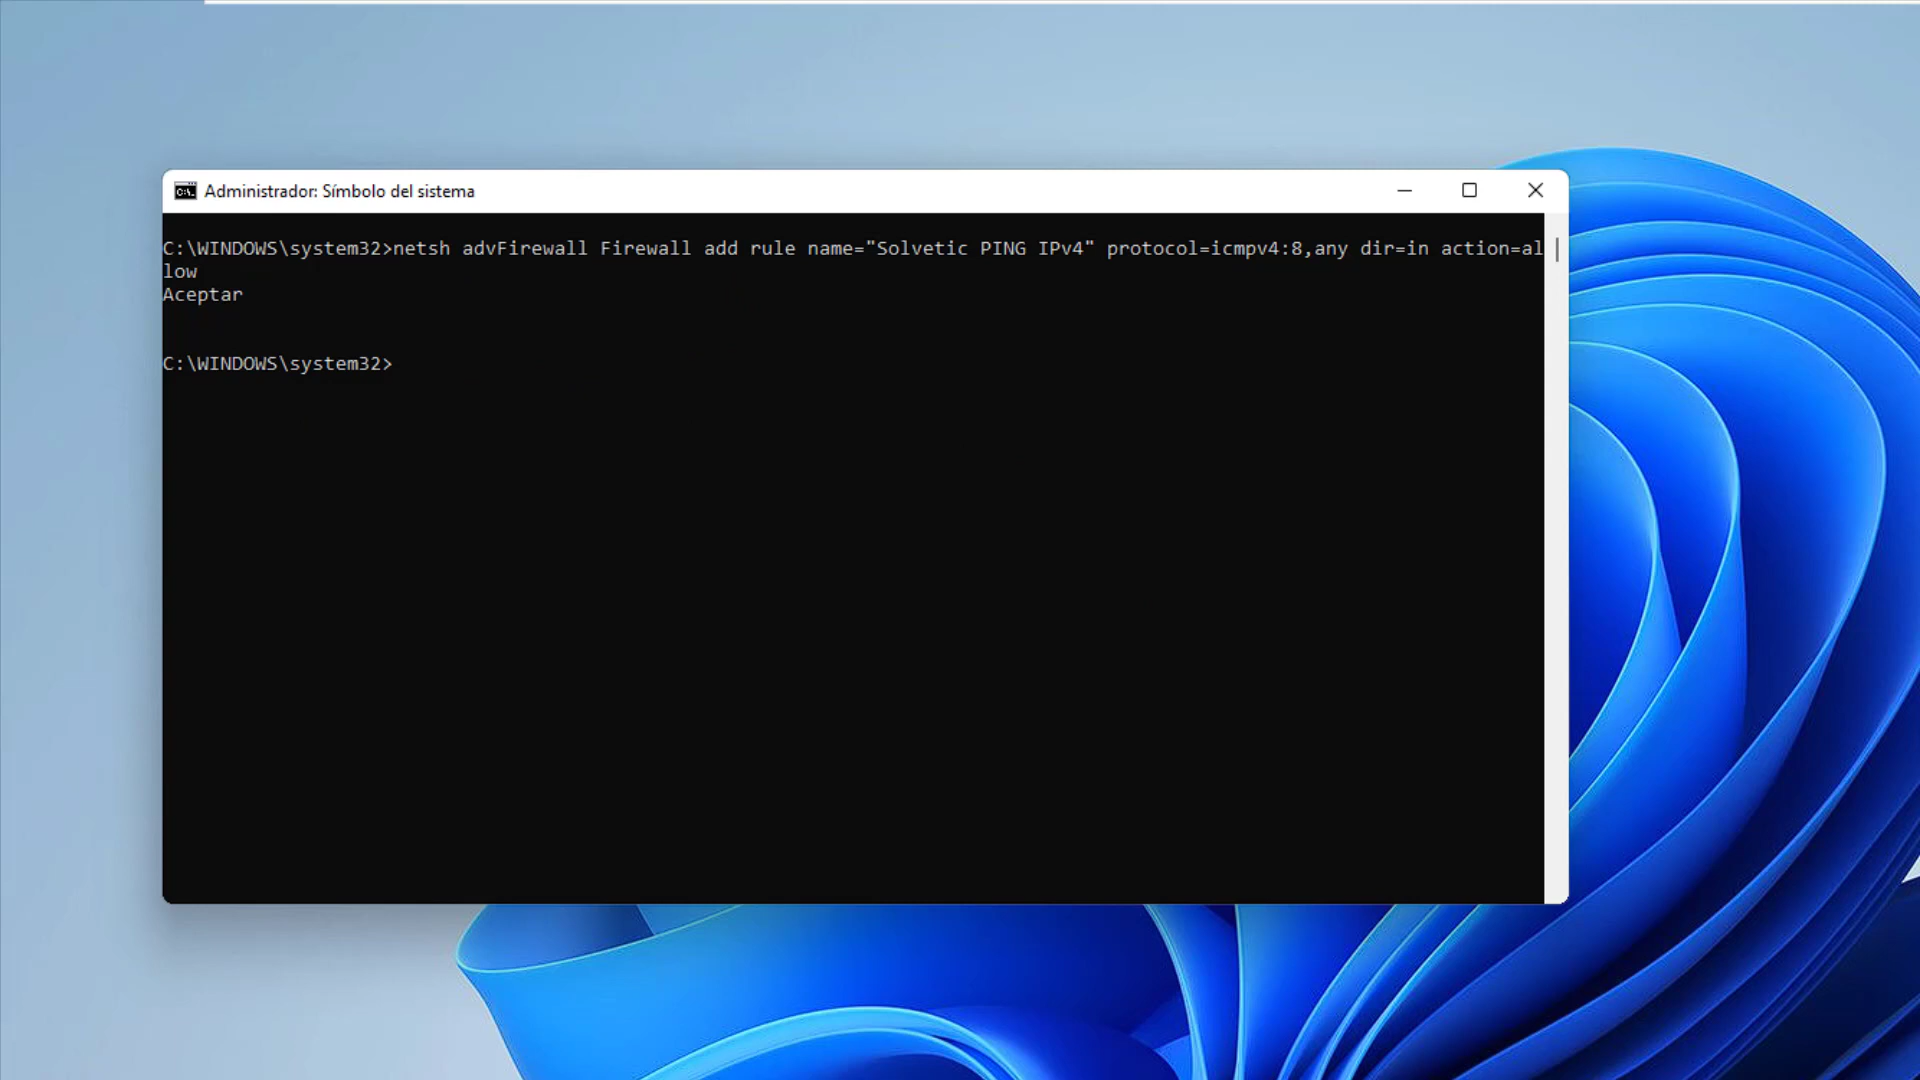 Administrador: Símbolo del sistema
C:\WINDOWS\system32>netsh advFirewall Firewall add rule name="Solvetic PING IPv4" protocol=icmpv4:8,any dir=in action=al
low
Aceptar
C:\WINDOWS\system32>